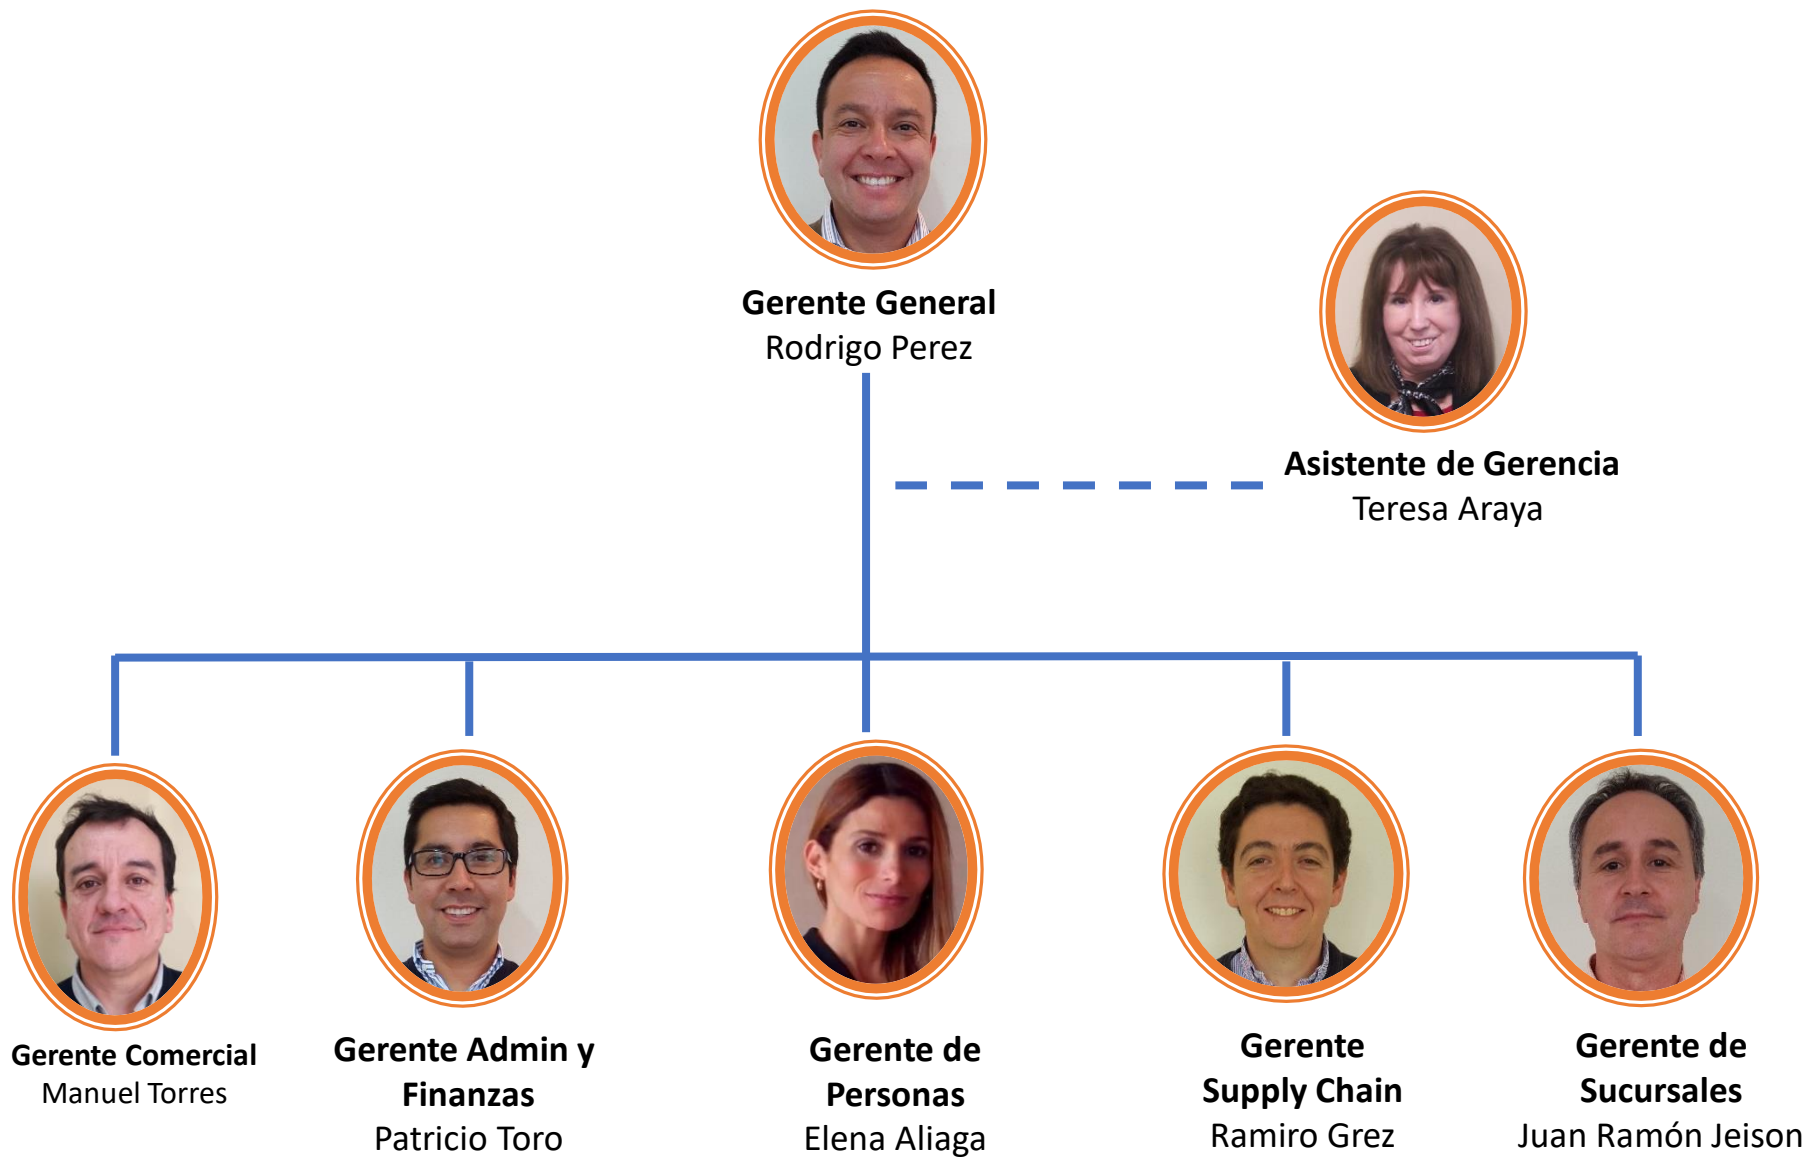 Gerente General
Rodrigo Perez
Asistente de Gerencia
Teresa Araya
Gerente Comercial
Manuel Torres
Gerente Admin y
Finanzas
Patricio Toro
Gerente de
Personas
Elena Aliaga
Gerente
Supply Chain
Ramiro Grez
Gerente de
Sucursales
Juan Ramón Jeison